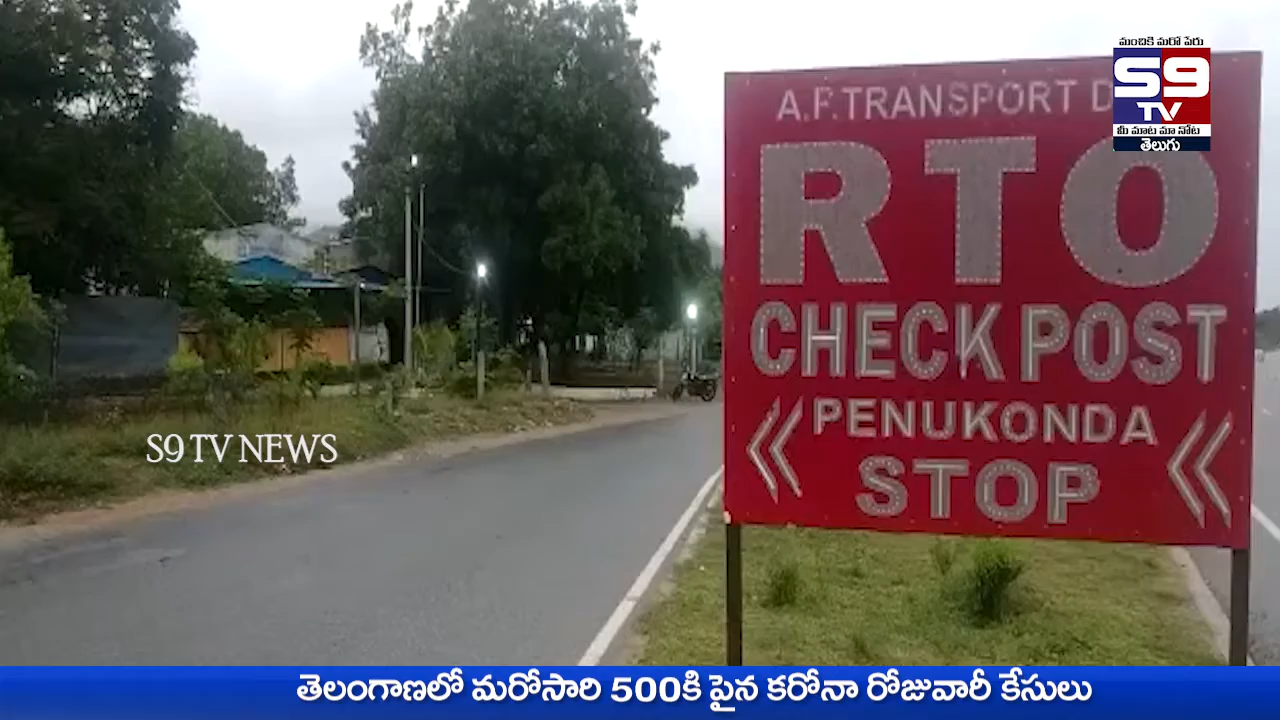 మంచికి మరో పేరు
S9
TV
మీ మాట మా నోట
తెలుగు
A.P.TRANSPORT
RTO
CHECK POST
PENUKONDA
STOP
S9 TV NEWS
తెలంగాణలో మరోసారి 500కి పైన కరోనా రోజువారీ కేసులు